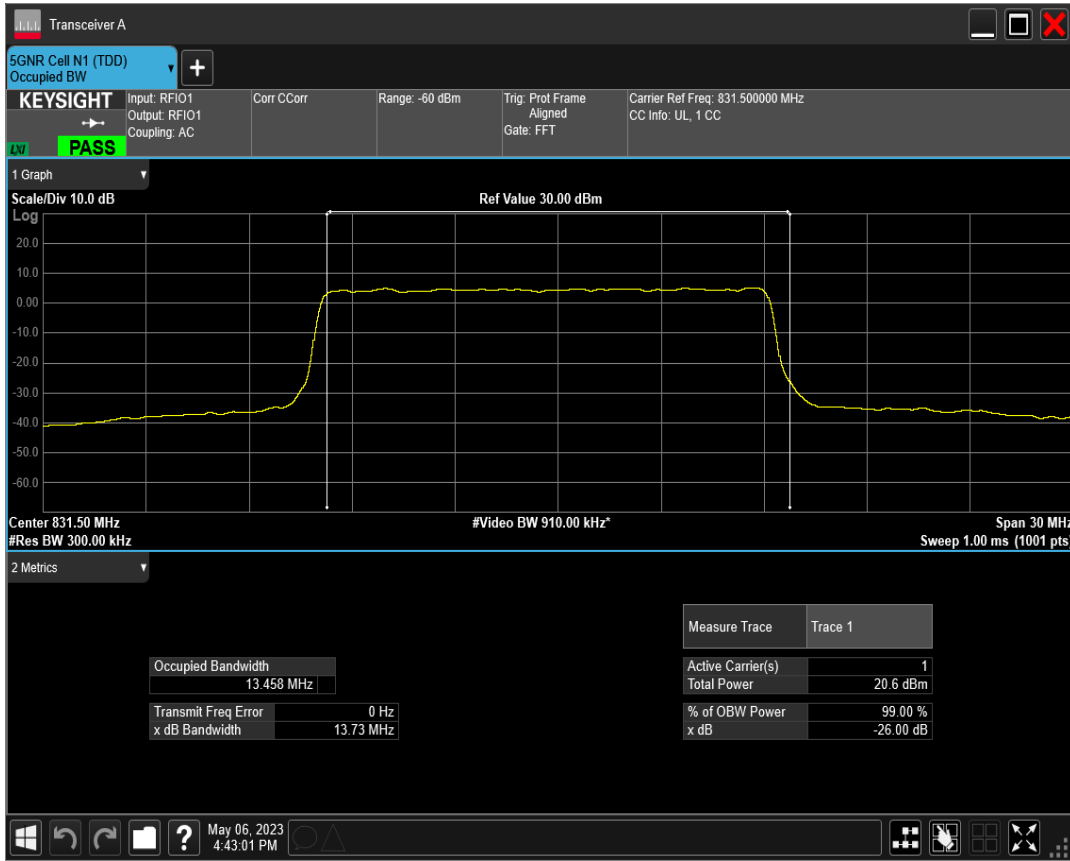 Transceiver A
5GNR Cell N1 (TDD)
Occupied BW
+
KEYSIGHT
LXI
PASS
Input: RFIO1
Output: RFIO1
Coupling: AC
Corr CCorr
Range: -60 dBm
Trig: Prot Frame
Aligned
Gate: FFT
Carrier Ref Freq: 831.500000 MHz
CC Info: UL, 1 CC
1 Graph
Scale/Div 10.0 dB Ref Value 30.00 dBm
Log
20.0
10.0
0.00
-10.0
-20.0
-30.0
-40.0
-50.0
-60.0
Center 831.50 MHz #Video BW 910.00 kHz* Span 30 MHz
#Res BW 300.00 kHz Sweep 1.00 ms (1001 pts)
2 Metrics
Measure Trace Trace 1
Occupied Bandwidth
13.458 MHz
Active Carrier(s) 1
Total Power 20.6 dBm
Transmit Freq Error 0 Hz
x dB Bandwidth 13.73 MHz
% of OBW Power 99.00 %
x dB -26.00 dB
?
May 06, 2023
4:43:01 PM